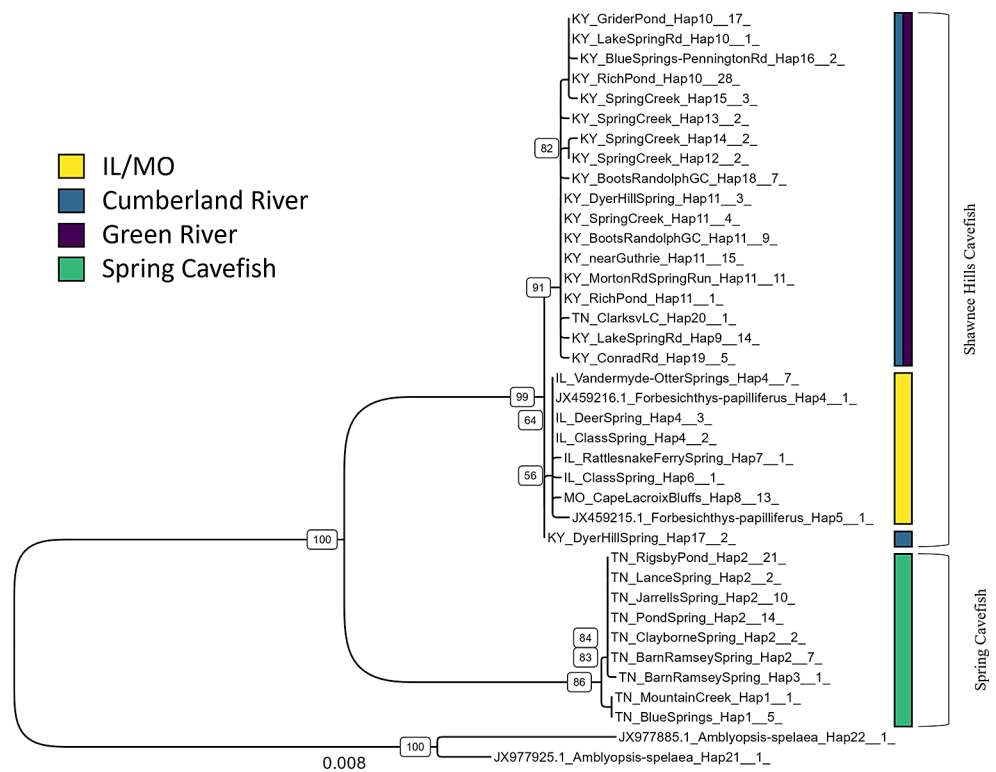 KY_GriderPond_Hap10__17_
KY_LakeSpringRd_Hap10__1_
KY_BlueSprings-PenningtonRd_Hap16__2_
KY_RichPond_Hap10__28_
KY_SpringCreek_Hap15__3_
KY_SpringCreek_Hap13__2_
KY_SpringCreek_Hap14__2_
82
KY_SpringCreek_Hap12__2_
KY_BootsRandolphGC_Hap18__7_
KY_DyerHillSpring_Hap11__3_
KY_SpringCreek_Hap11__4_
KY_BootsRandolphGC_Hap11__9_
KY_nearGuthrie_Hap11__15_
KY_MortonRdSpringRun_Hap11__11_
91
KY_RichPond_Hap11__1_
TN_ClarksvLC_Hap20__1_
KY_LakeSpringRd_Hap9__14_
KY_ConradRd_Hap19__5_
IL_Vandermyde-OtterSprings_Hap4__7_
99
JX459216.1_Forbesichthys-papilliferus_Hap4__1_
64
IL_DeerSpring_Hap4__3_
IL_ClassSpring_Hap4__2_
IL_RattlesnakeFerrySpring_Hap7__1_
56
IL_ClassSpring_Hap6__1_
MO_CapeLacroixBluffs_Hap8__13_
JX459215.1_Forbesichthys-papilliferus_Hap5__1_
100
KY_DyerHillSpring_Hap17__2_
TN_RigsbyPond_Hap2__21_
TN_LanceSpring_Hap2__2_
TN_JarrellsSpring_Hap2__10_
TN_PondSpring_Hap2__14_
84
TN_ClayborneSpring_Hap2__2_
83
TN_BarnRamseySpring_Hap2__7_
86
TN_BarnRamseySpring_Hap3__1_
TN_MountainCreek_Hap1__1_
TN_BlueSprings_Hap1__5_
100
JX977885.1_Amblyopsis-spelaea_Hap22__1_
JX977925.1_Amblyopsis-spelaea_Hap21__1_
0.008
IL/MO
Cumberland River
Green River
Spring Cavefish
Shawnee Hills Cavefish
Spring Cavefish